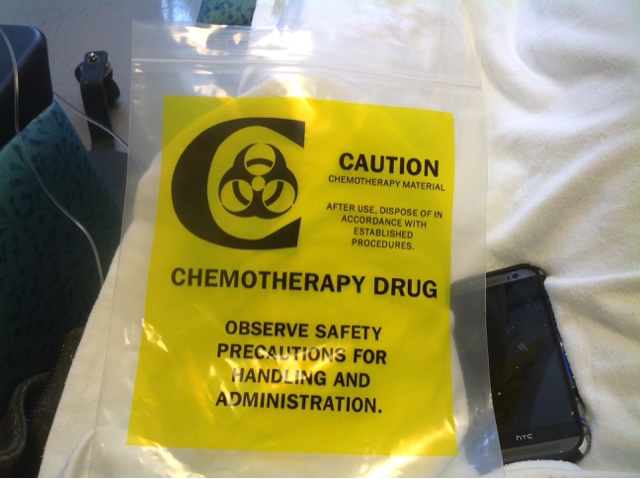 CAUTION
CHEMOTHERAPY MATERIAL
AFTER USE, DISPOSE OF IN
ACCORDANCE WITH
ESTABLISHED
PROCEDURES.
CHEMOTHERAPY DRUG
OBSERVE SAFETY
PRECAUTIONS FOR
HANDLING AND
ADMINISTRATION.
hTC